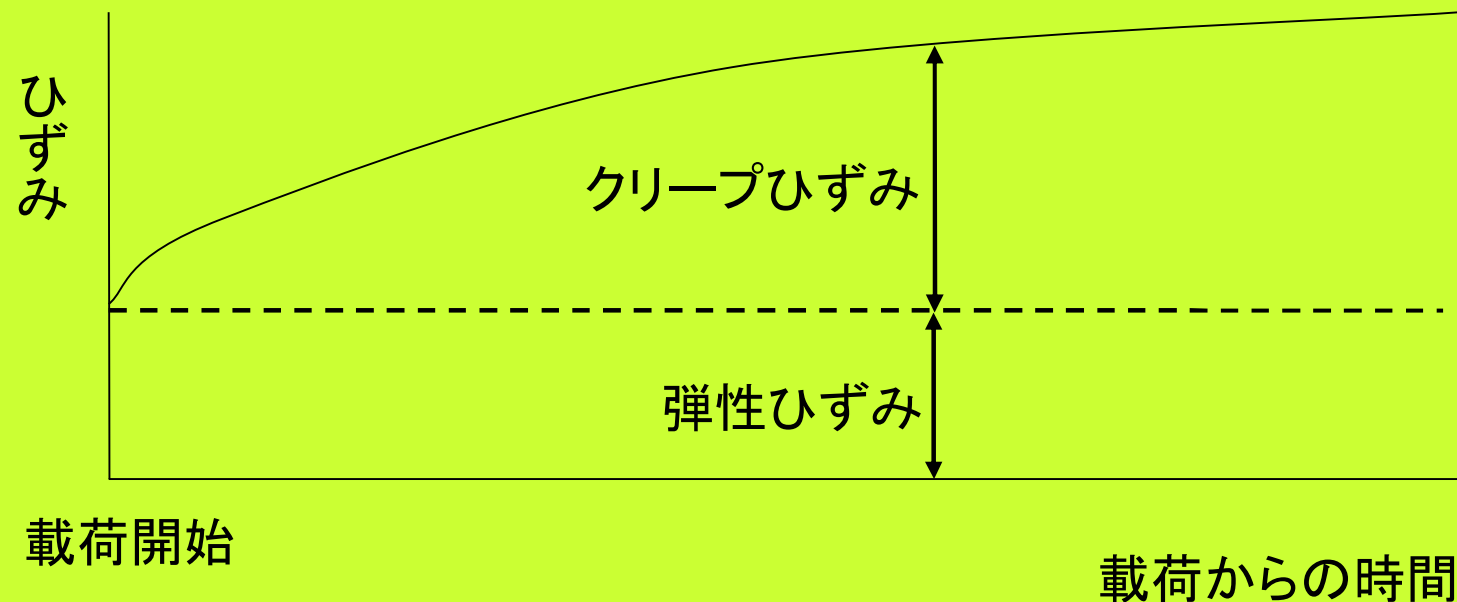 ひずみ
クリープひずみ
弾性ひずみ
載荷開始
載荷からの時間